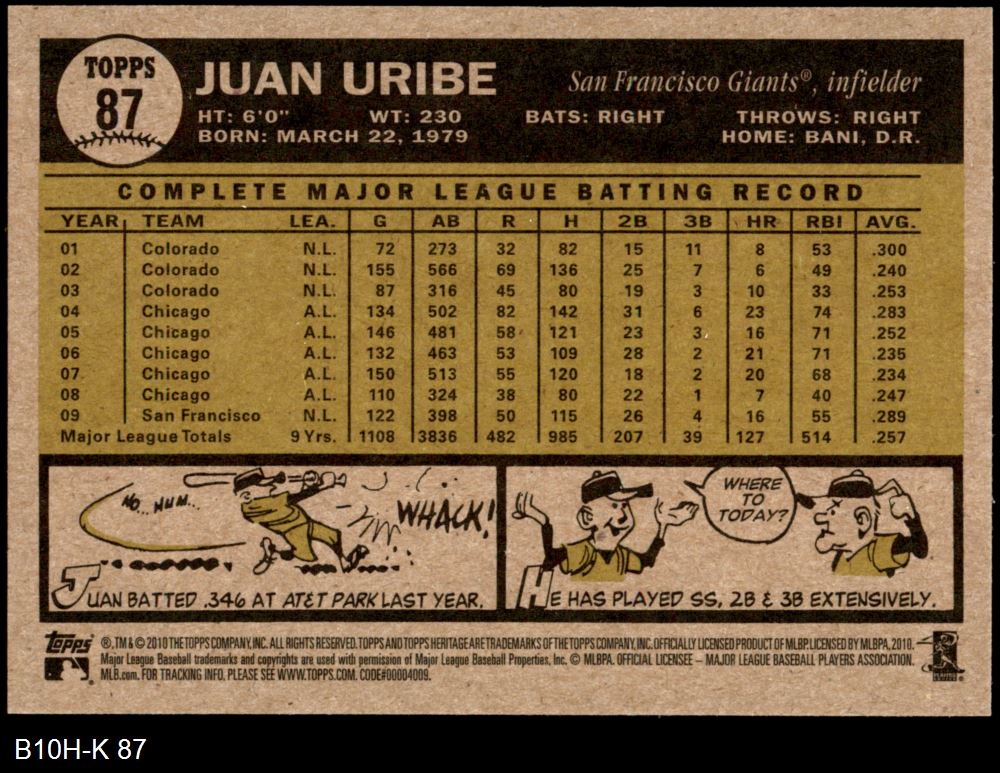 TOPPS
87
JUAN URIBE
San Francisco Giants®, infielder
HT: 6'0" WT: 230 BATS: RIGHT THROWS: RIGHT
BORN: MARCH 22, 1979 HOME: BANI, D.R.
COMPLETE MAJOR LEAGUE BATTING RECORD
YEAR TEAM LEA. G AB R H 2B 3B HR RBI AVG.
01 Colorado N.L. 72 273 32 82 15 11 8 53 .300
02 Colorado N.L. 155 566 69 136 25 7 6 49 .240
03 Colorado N.L. 87 316 45 80 19 3 10 33 .253
04 Chicago A.L. 134 502 82 142 31 6 23 74 .283
05 Chicago A.L. 146 481 58 121 23 3 16 71 .252
06 Chicago A.L. 132 463 53 109 28 2 21 71 .235
07 Chicago A.L. 150 513 55 120 18 2 20 68 .234
08 Chicago A.L. 110 324 38 80 22 1 7 40 .247
09 San Francisco N.L. 122 398 50 115 26 4 16 55 .289
Major League Totals 9 Yrs. 1108 3836 482 985 207 39 127 514 .257
HO... HUM...
WHACK!
JUAN BATTED .346 AT AT&T PARK LAST YEAR.
WHERE
TO
TODAY?
HE HAS PLAYED SS, 2B & 3B EXTENSIVELY.
topps ®, TM & © 2010 THE TOPPS COMPANY, INC. ALL RIGHTS RESERVED. TOPPS AND TOPPS HERITAGE ARE TRADEMARKS OF THE TOPPS COMPANY, INC. OFFICIALLY LICENSED PRODUCT OF MLBP. LICENSED BY MLBPA, 2010.
Major League Baseball trademarks and copyrights are used with permission of Major League Baseball Properties, Inc. © MLBPA. OFFICIAL LICENSEE – MAJOR LEAGUE BASEBALL PLAYERS ASSOCIATION.
MLB.com. FOR TRACKING INFO, PLEASE SEE WWW.TOPPS.COM. CODE#00004009.
B10H-K 87